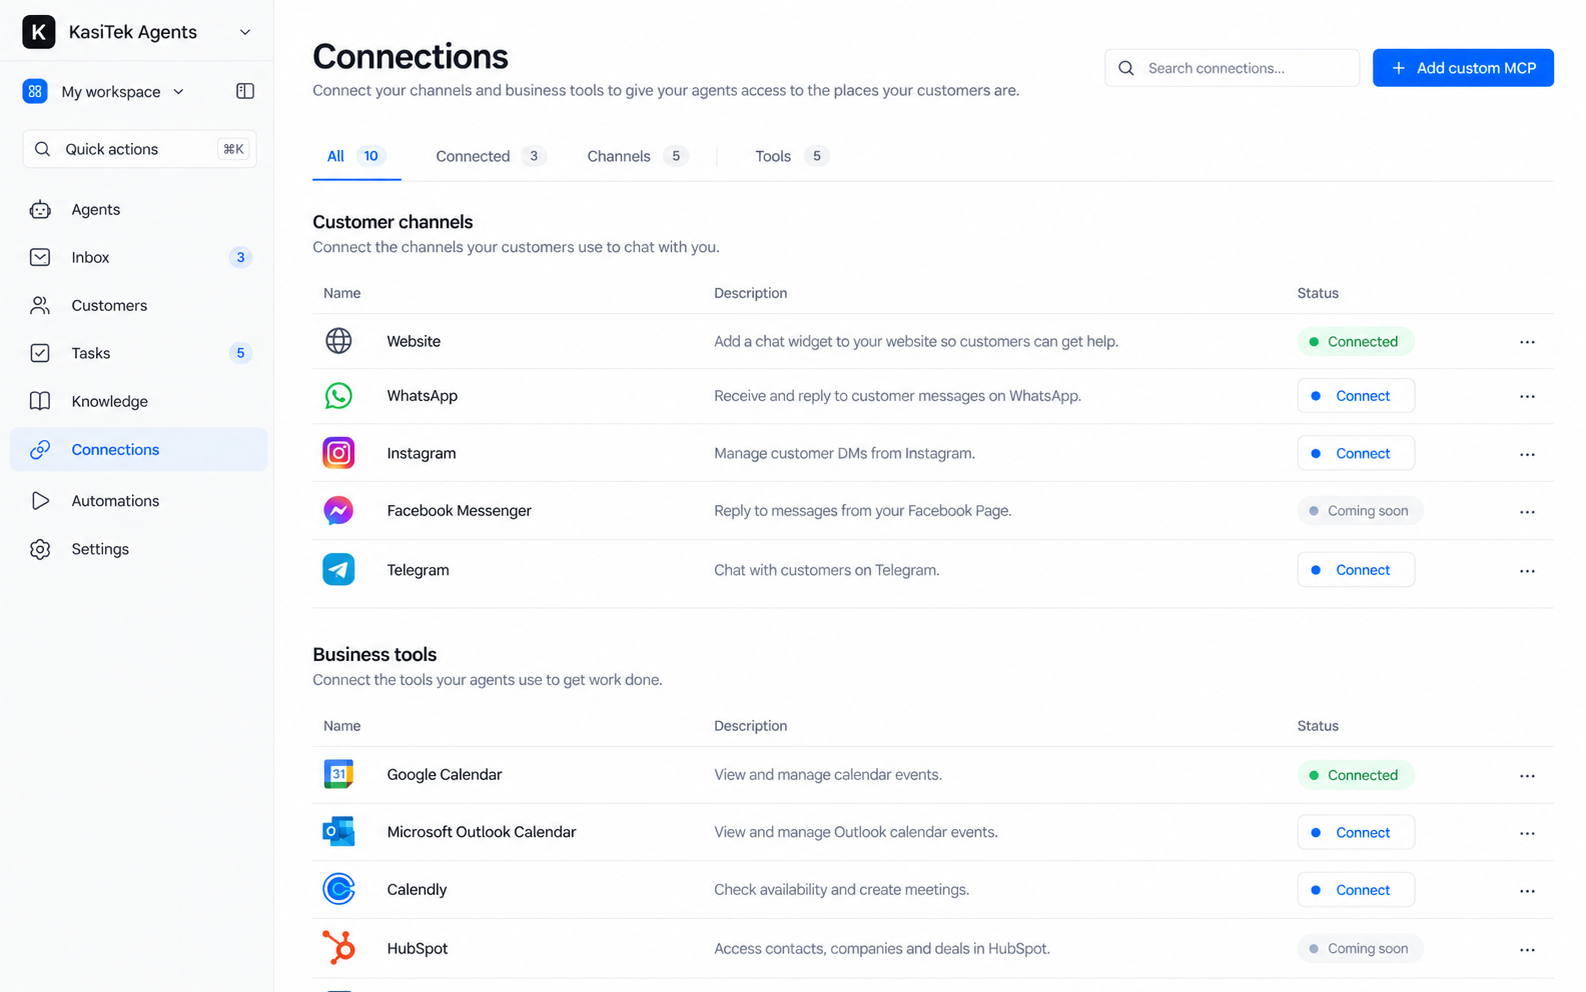 K KasiTek Agents
My workspace
Quick actions ⌘K
Agents
Inbox 3
Customers
Tasks 5
Knowledge
Connections
Automations
Settings
Connections
Connect your channels and business tools to give your agents access to the places your customers are.
Search connections...
+ Add custom MCP
All 10 Connected 3 Channels 5 Tools 5
Customer channels
Connect the channels your customers use to chat with you.
Name Description Status
Website Add a chat widget to your website so customers can get help. Connected
WhatsApp Receive and reply to customer messages on WhatsApp. Connect
Instagram Manage customer DMs from Instagram. Connect
Facebook Messenger Reply to messages from your Facebook Page. Coming soon
Telegram Chat with customers on Telegram. Connect
Business tools
Connect the tools your agents use to get work done.
Name Description Status
31 Google Calendar View and manage calendar events. Connected
O Microsoft Outlook Calendar View and manage Outlook calendar events. Connect
Calendly Check availability and create meetings. Connect
HubSpot Access contacts, companies and deals in HubSpot. Coming soon